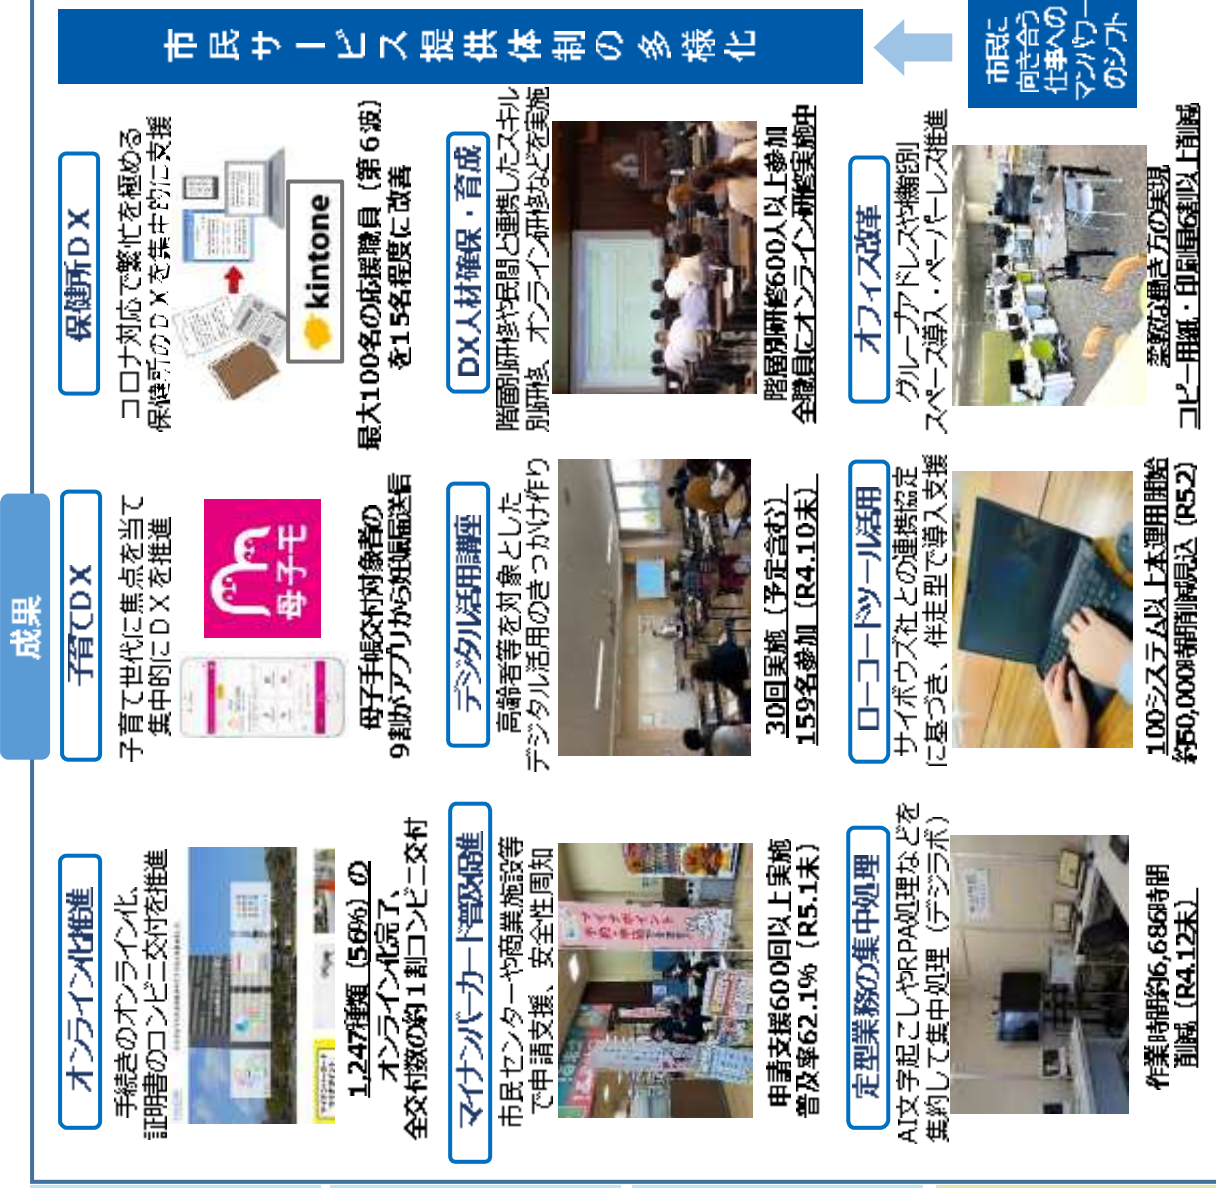 成果
オンライン化推進
手続きのオンライン化、
証明書のコンビニ交付を推進
1,247種類（56%）の
オンライン化完了、
全交付数の約1割コンビニ交付
子育てDX
子育て世代に焦点を当て
集中的にＤＸを推進
母子モ
母子手帳交付対象者の
9割がアプリから妊娠届送信
保健所DX
コロナ対応で繁忙を極める
保健所のＤＸを集中的に支援
kintone
最大100名の応援職員（第６波）
を15名程度に改善
マイナンバーカード普及促進
市民センターや商業施設等
で申請支援、安全性周知
申請支援600回以上実施
普及率62.1%（R5.1末）
デジタル活用講座
高齢者等を対象とした
デジタル活用のきっかけ作り
30回実施（予定含む）
159名参加（R4.10末）
DX人材確保・育成
階層別研修や民間と連携したスキル
別研修、オンライン研修などを実施
階層別研修600人以上参加
全職員にオンライン研修実施中
定型業務の集中処理
AI文字起こしやRPA処理などを
集約して集中処理（デジラボ）
作業時間約6,686時間
削減（R4.12末）
ローコードツール活用
サイボウズ社との連携協定
に基づき、伴走型で導入支援
100システム以上本運用開始
約50,000時間削減見込（R52）
オフィス改革
グループアドレスや機能別
スペース導入・ペーパーレス推進
柔軟な働き方の実現
コピー用紙・印刷量6割以上削減
市民サービス提供体制の多様化
市民に
向き合う
仕事への
マンパワー
のシフト